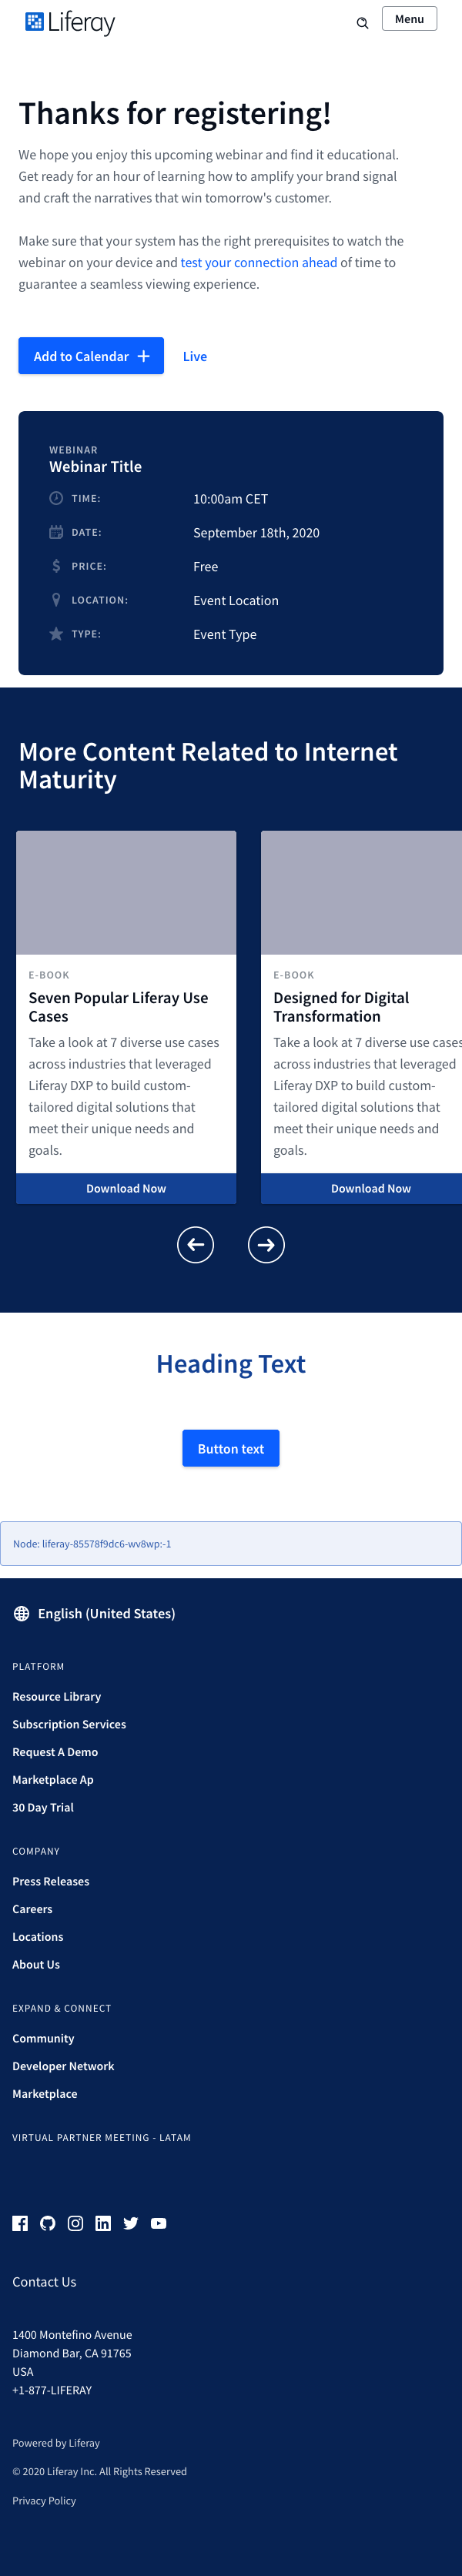 Liferay
Menu
Thanks for registering!
We hope you enjoy this upcoming webinar and find it educational.
Get ready for an hour of learning how to amplify your brand signal
and craft the narratives that win tomorrow's customer.
Make sure that your system has the right prerequisites to watch the
webinar on your device and test your connection ahead of time to
guarantee a seamless viewing experience.
Add to Calendar
Live
WEBINAR
Webinar Title
TIME: 10:00am CET
DATE: September 18th, 2020
PRICE: Free
LOCATION: Event Location
TYPE: Event Type
More Content Related to Internet
Maturity
E-BOOK
Seven Popular Liferay Use
Cases
Take a look at 7 diverse use cases
across industries that leveraged
Liferay DXP to build custom-
tailored digital solutions that
meet their unique needs and
goals.
Download Now
E-BOOK
Designed for Digital
Transformation
Take a look at 7 diverse use cases
across industries that leveraged
Liferay DXP to build custom-
tailored digital solutions that
meet their unique needs and
goals.
Download Now
Heading Text
Button text
Node: liferay-85578f9dc6-wv8wp:-1
English (United States)
PLATFORM
Resource Library
Subscription Services
Request A Demo
Marketplace Ap
30 Day Trial
COMPANY
Press Releases
Careers
Locations
About Us
EXPAND & CONNECT
Community
Developer Network
Marketplace
VIRTUAL PARTNER MEETING - LATAM
Contact Us
1400 Montefino Avenue
Diamond Bar, CA 91765
USA
+1-877-LIFERAY
Powered by Liferay
© 2020 Liferay Inc. All Rights Reserved
Privacy Policy